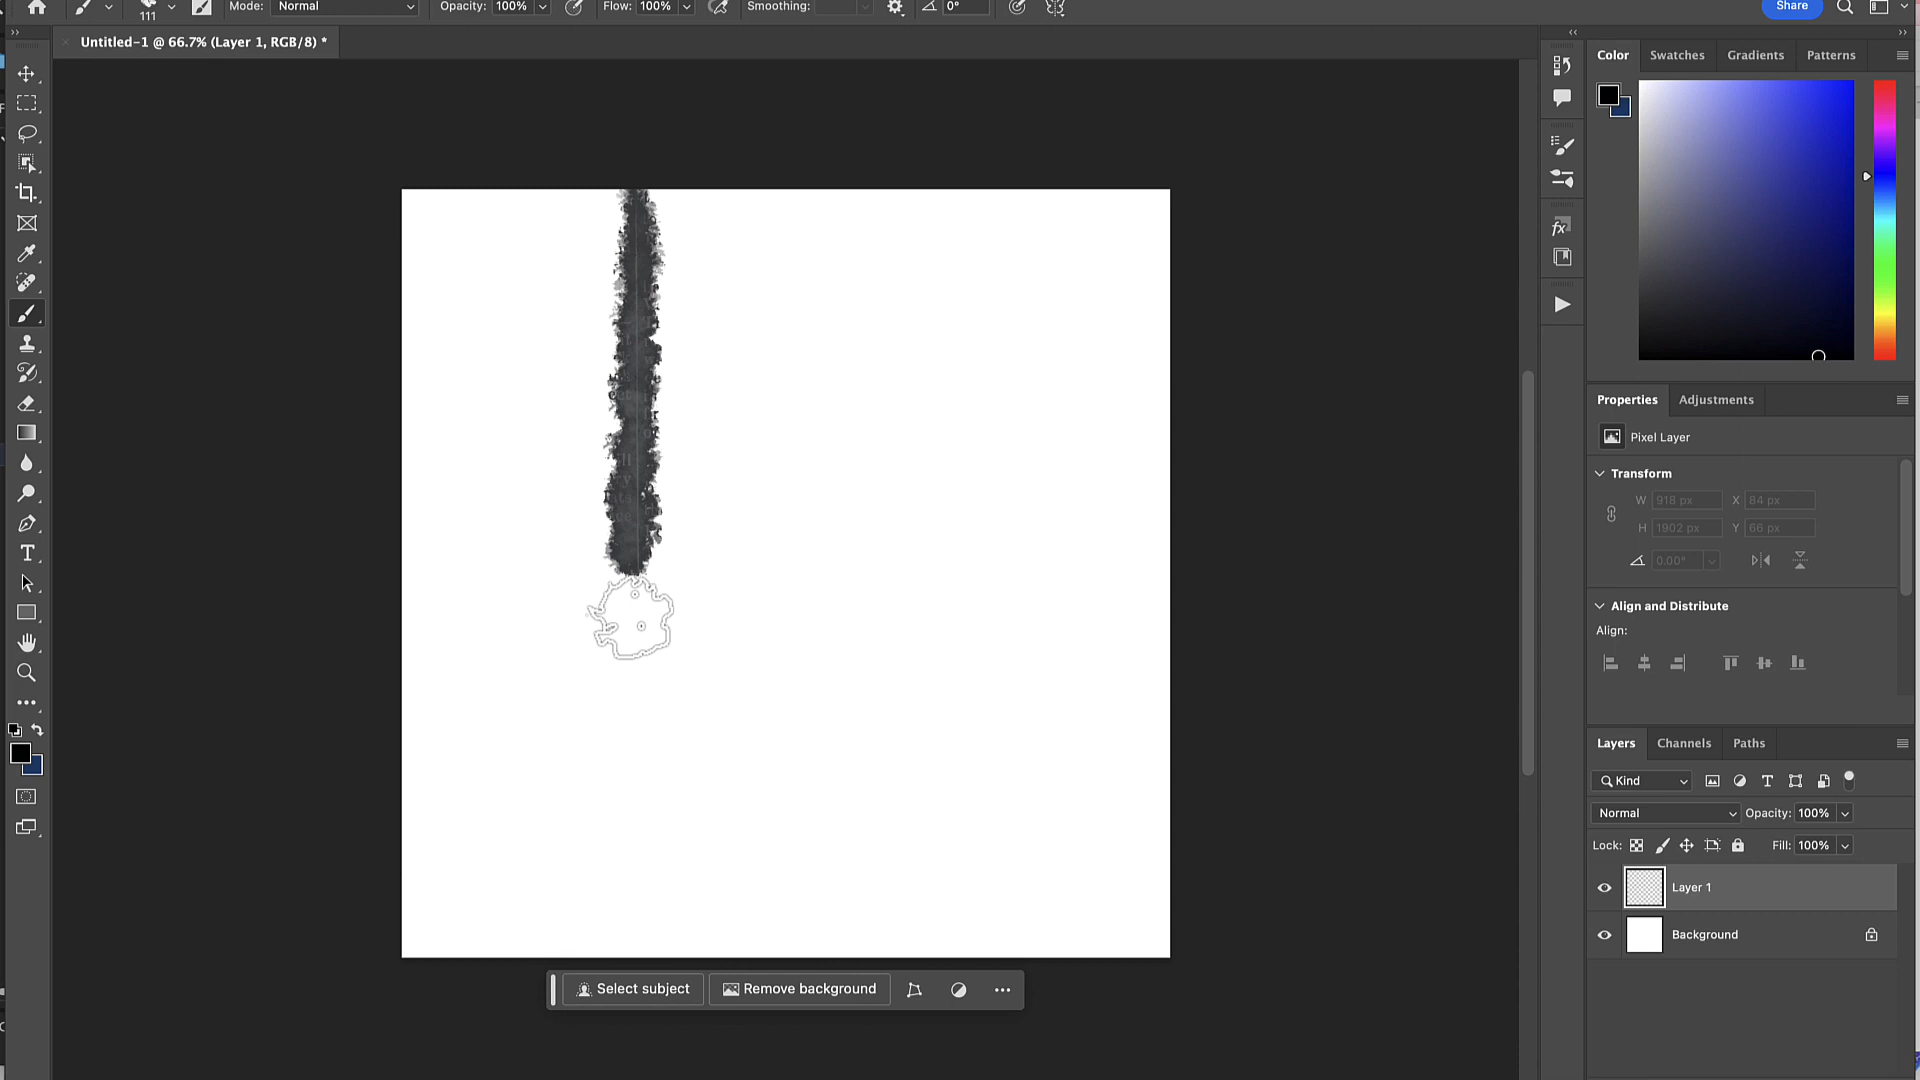 111
Mode:
Normal
Opacity: 100%
Flow: 100%
Smoothing:
0°
Share
Untitled-1 @ 66.7% (Layer 1, RGB/8) *
Color
Swatches
Gradients
Patterns
Properties
Adjustments
Pixel Layer
Transform
W 918 px X 84 px
H 1902 px Y 66 px
0.00°
Align and Distribute
Align:
Layers
Channels
Paths
Kind
Normal
Opacity: 100%
Lock:
Fill: 100%
Layer 1
Background
Select subject
Remove background